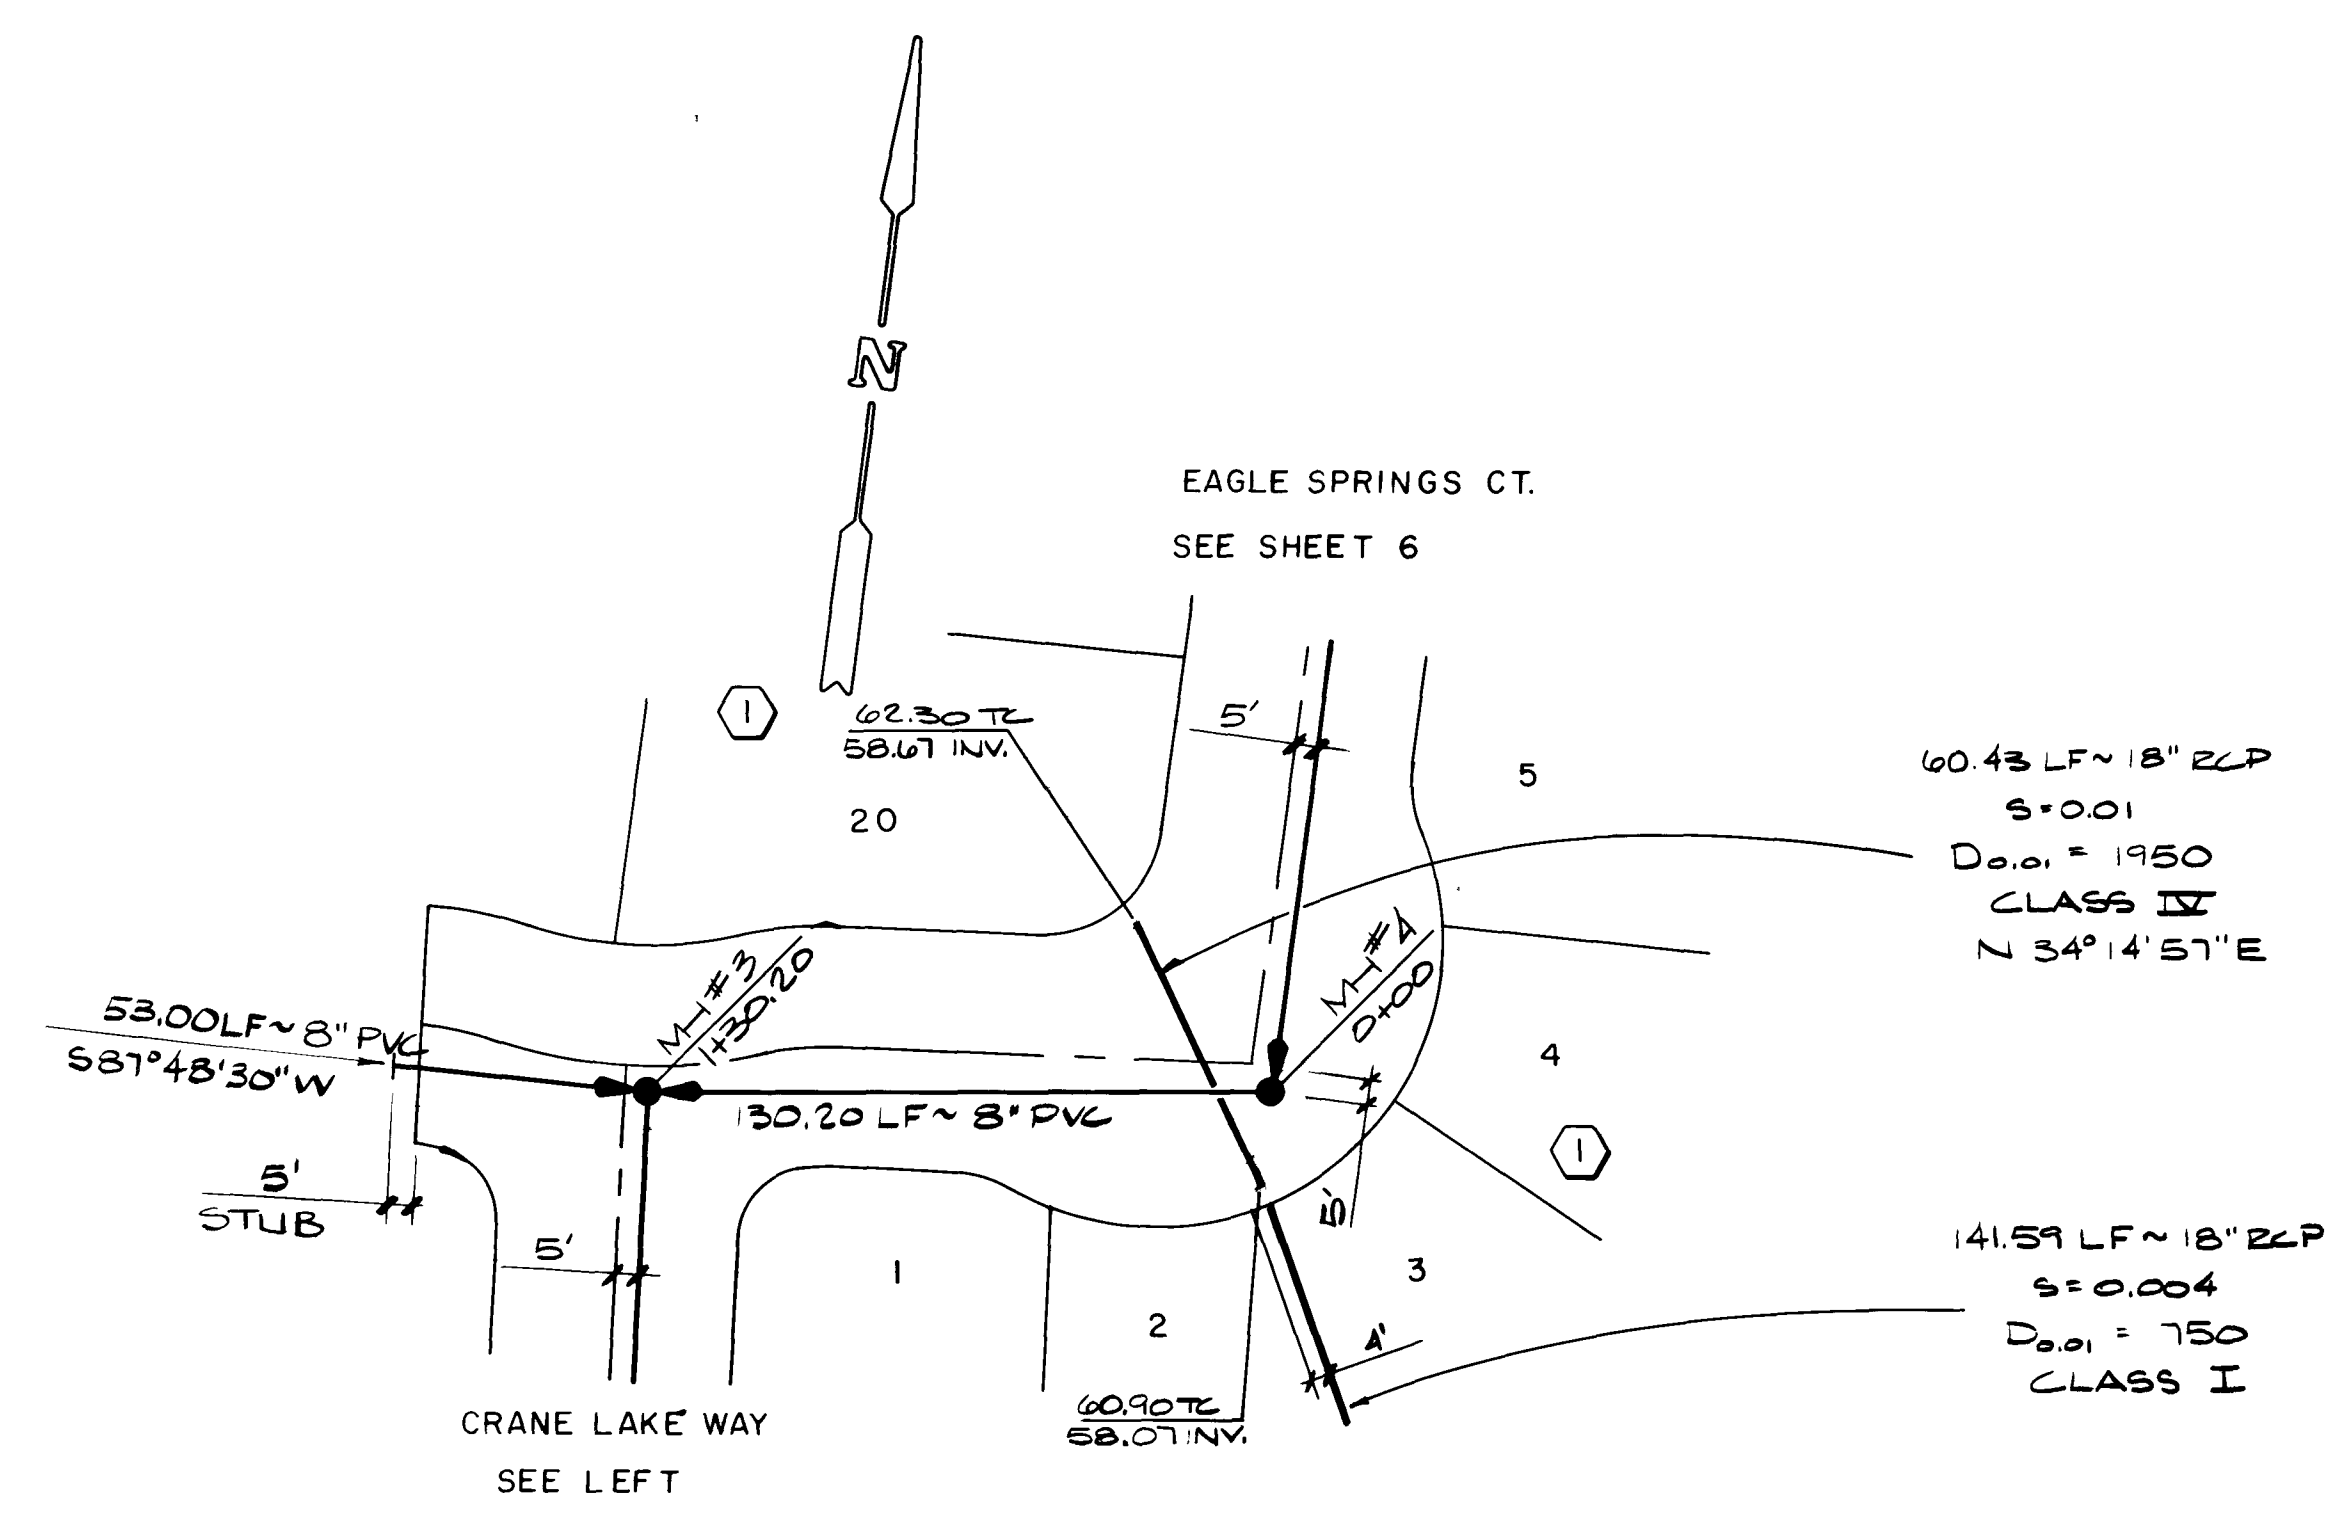 N
EAGLE SPRINGS CT.
SEE SHEET 6
1
62.30 TC
58.67 INV.
5'
5
20
60.43 LF~18" RCP
S=0.01
D0.01 = 1950
CLASS IV
N 34°14'57"E
MH#3
1+30.20
MH#4
0+00
53.00LF~8" PVC
S87°48'30"W
4
130.20 LF~8" PVC
1
5'
STUB
5'
5'
1
2
3
4'
141.59 LF~18" RCP
S=0.004
D0.01 = 750
CLASS I
60.90TC
58.07 INV.
CRANE LAKE WAY
SEE LEFT